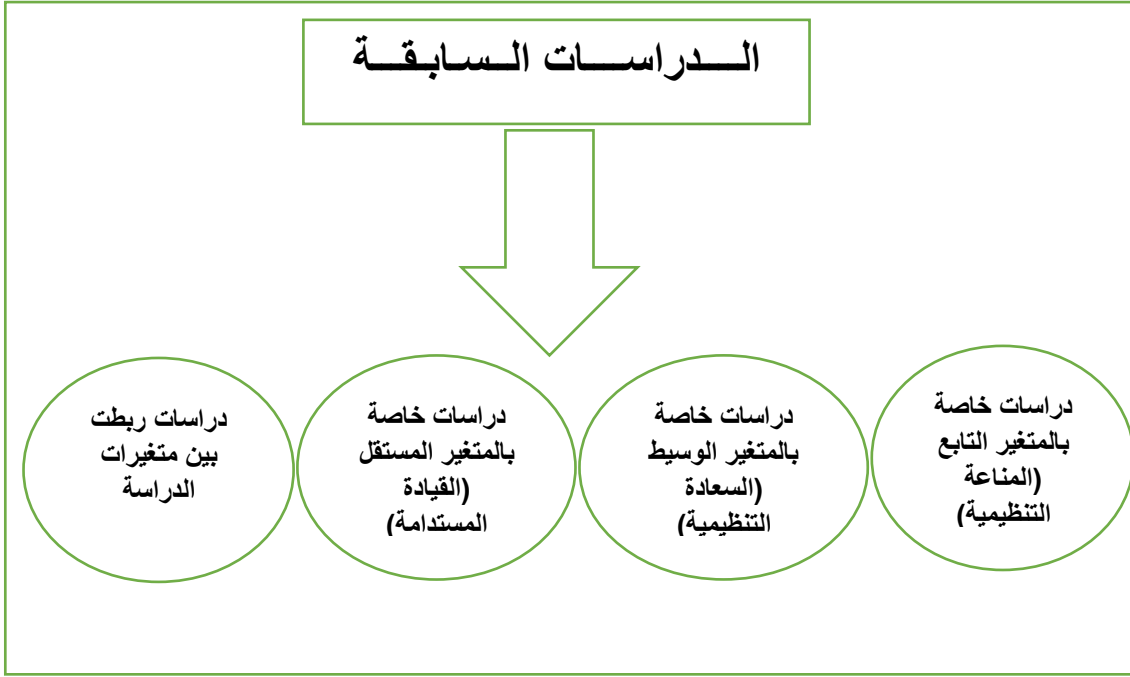 الـــدراســـات الـسـابـقـــة
دراسات خاصة
بالمتغير التابع
(المناعة
التنظيمية)
دراسات خاصة
بالمتغير الوسيط
(السعادة
التنظيمية)
دراسات خاصة
بالمتغير المستقل
(القيادة
المستدامة)
دراسات ربطت
بين متغيرات
الدراسة